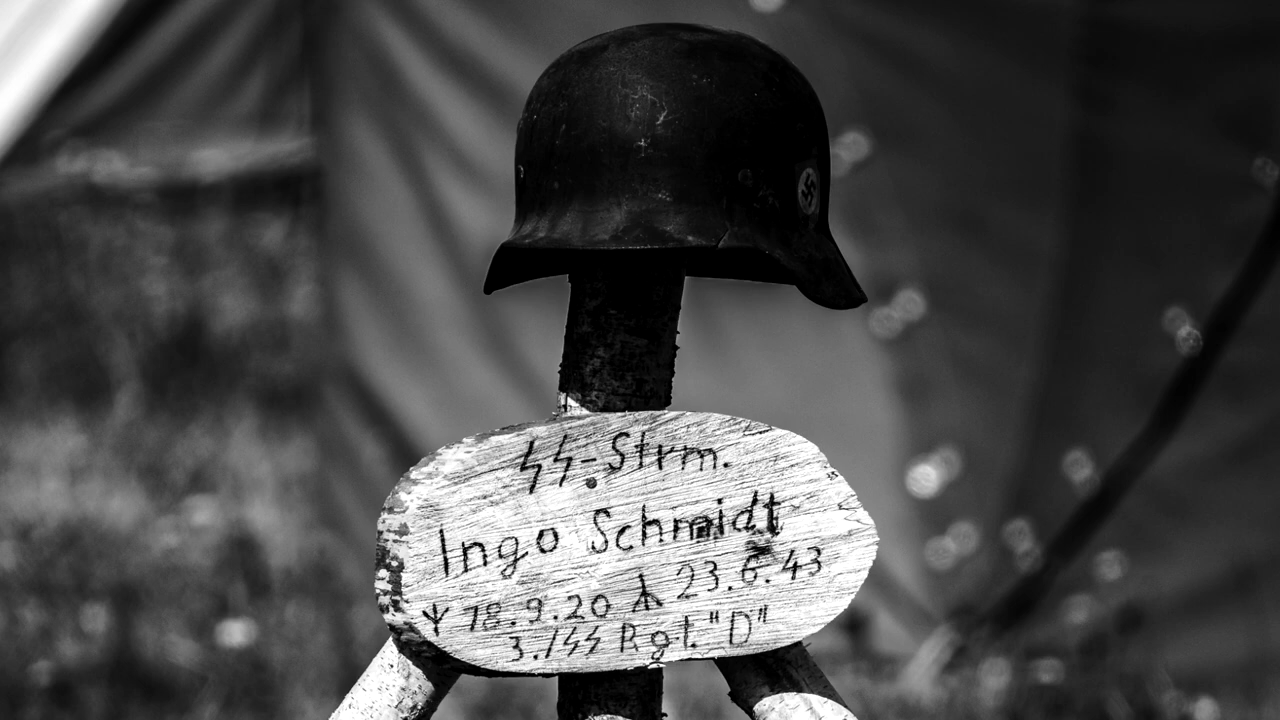 ᛋᛋ-Strm.
Ingo Schmidt
ᛉ 18.9.20 ᛣ 23.6.43
3./ᛋᛋ Rgt. "D"